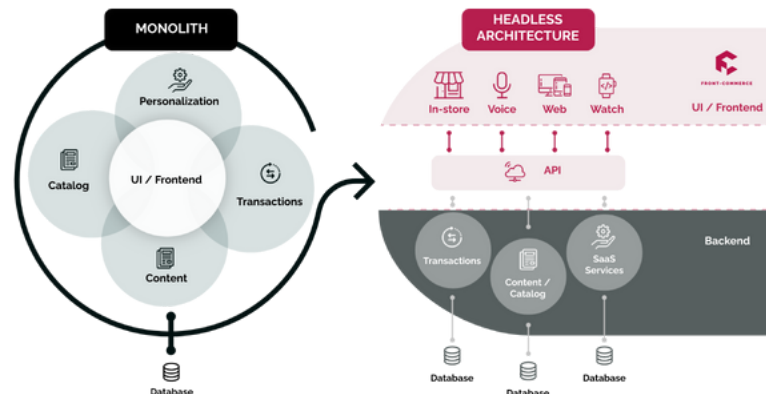 MONOLITH
Personalization
Catalog
UI / Frontend
Transactions
Content
Database
HEADLESS
ARCHITECTURE
FRONT-COMMERCE
In-store
Voice
Web
Watch
UI / Frontend
API
Backend
Transactions
Content /
Catalog
SaaS
Services
Database
Database
Database